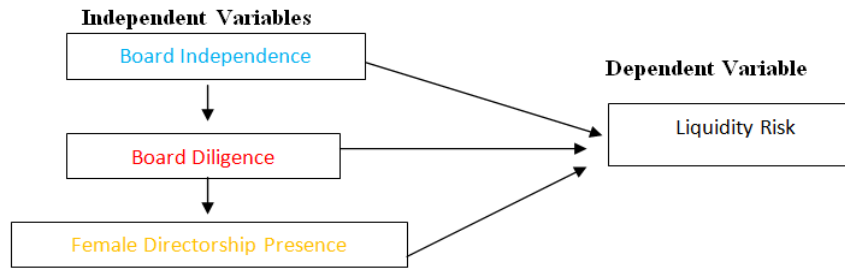 Independent Variables
Board Independence
Dependent Variable
Liquidity Risk
Board Diligence
Female Directorship Presence